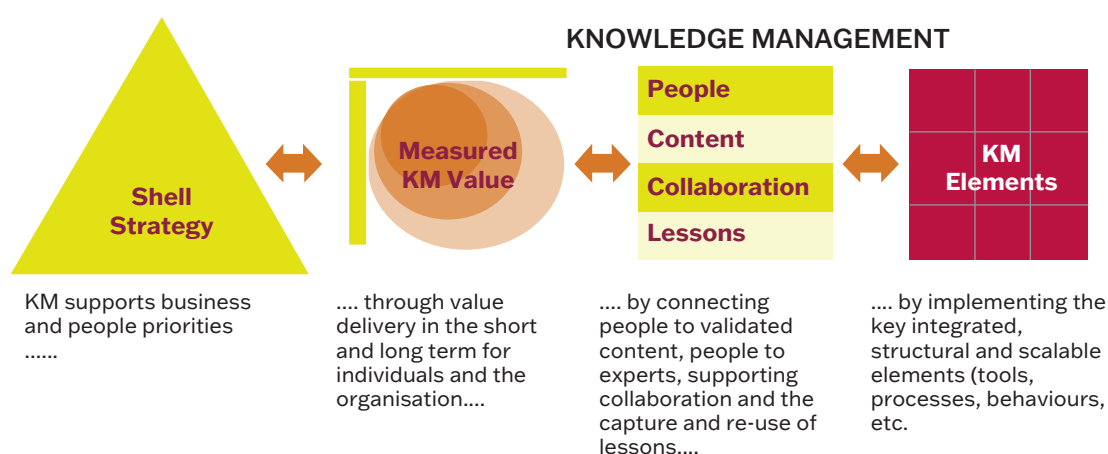 KNOWLEDGE MANAGEMENT
Shell
Strategy
Measured
KM Value
People
Content
Collaboration
Lessons
KM
Elements
KM supports business
and people priorities
......
.... through value
delivery in the short
and long term for
individuals and the
organisation....
.... by connecting
people to validated
content, people to
experts, supporting
collaboration and the
capture and re-use of
lessons....
.... by implementing the
key integrated,
structural and scalable
elements (tools,
processes, behaviours,
etc.